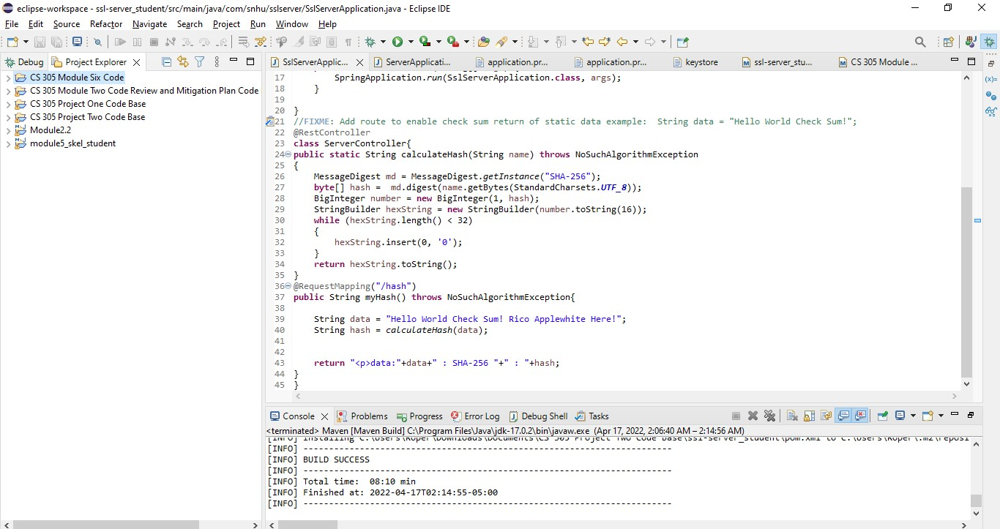 eclipse-workspace - ssl-server_student/src/main/java/com/snhu/sslserver/SslServerApplication.java - Eclipse IDE
File Edit Source Refactor Navigate Search Project Run Window Help
Debug Project Explorer
SslServerApplic... ServerApplicati... application.pr... application.pr... keystore ssl-server_stu... CS 305 Module ...
CS 305 Module Six Code
CS 305 Module Two Code Review and Mitigation Plan Code
CS 305 Project One Code Base
CS 305 Project Two Code Base
Module2.2
module5_skel_student
17 SpringApplication.run(SslServerApplication.class, args);
18 }
19
20 }
21 //FIXME: Add route to enable check sum return of static data example:  String data = "Hello World Check Sum!";
22 @RestController
23 class ServerController{
24 public static String calculateHash(String name) throws NoSuchAlgorithmException
25 {
26 MessageDigest md = MessageDigest.getInstance("SHA-256");
27 byte[] hash =  md.digest(name.getBytes(StandardCharsets.UTF_8));
28 BigInteger number = new BigInteger(1, hash);
29 StringBuilder hexString = new StringBuilder(number.toString(16));
30 while (hexString.length() < 32)
31 {
32 hexString.insert(0, '0');
33 }
34 return hexString.toString();
35 }
36 @RequestMapping("/hash")
37 public String myHash() throws NoSuchAlgorithmException{
38
39 String data = "Hello World Check Sum! Rico Applewhite Here!";
40 String hash = calculateHash(data);
41
42
43 return "<p>data:"+data+" : SHA-256 "+" : "+hash;
44 }
45 }
Console Problems Progress Error Log Debug Shell Tasks
<terminated> Maven [Maven Build] C:\Program Files\Java\jdk-17.0.2\bin\javaw.exe (Apr 17, 2022, 2:06:40 AM – 2:14:56 AM)
[INFO] Installing C:\Users\Roper\Downloads\Documents\CS 305 Project Two Code Base\ssl-server_student\pom.xml to C:\Users\Roper\.m2\reposi
[INFO] ------------------------------------------------------------------------
[INFO] BUILD SUCCESS
[INFO] ------------------------------------------------------------------------
[INFO] Total time:  08:10 min
[INFO] Finished at: 2022-04-17T02:14:55-05:00
[INFO] ------------------------------------------------------------------------